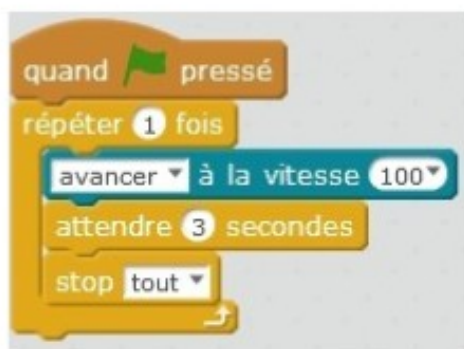 quand pressé
répéter 1 fois
avancer à la vitesse 100
attendre 3 secondes
stop tout